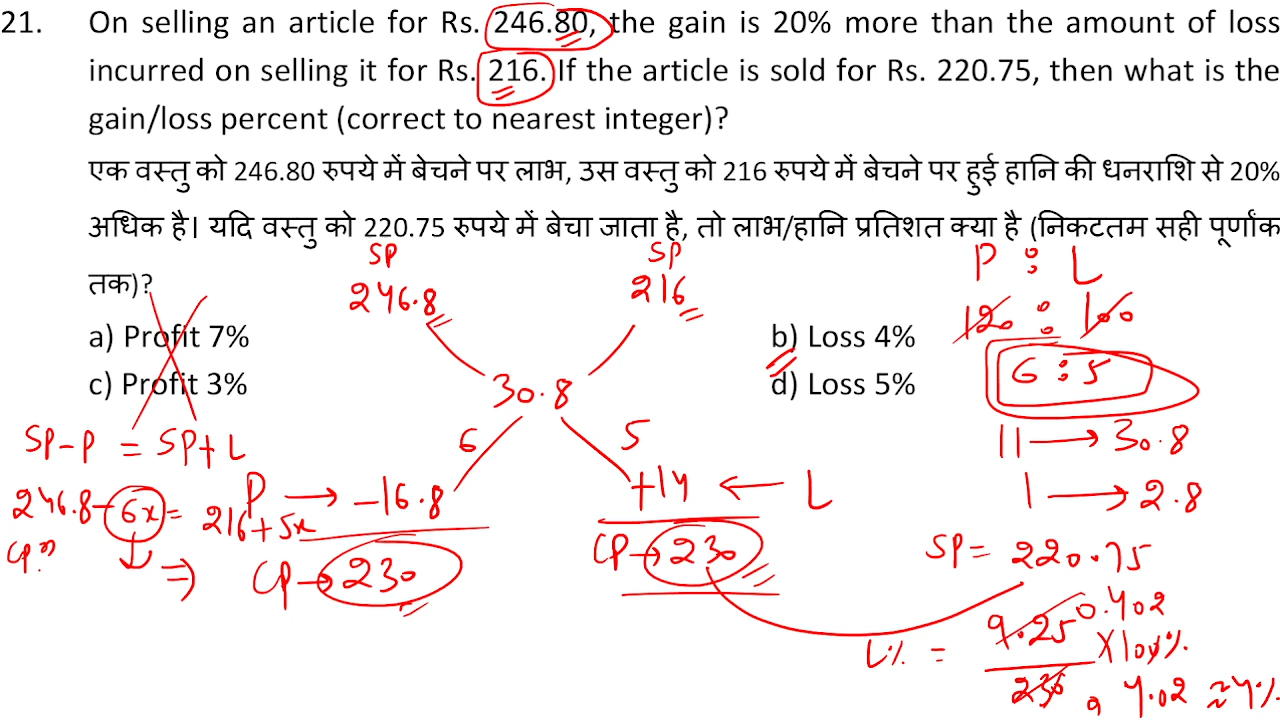 21. On selling an article for Rs. 246.80, the gain is 20% more than the amount of loss
incurred on selling it for Rs. 216. If the article is sold for Rs. 220.75, then what is the
gain/loss percent (correct to nearest integer)?
एक वस्तु को 246.80 रुपये में बेचने पर लाभ, उस वस्तु को 216 रुपये में बेचने पर हुई हानि की धनराशि से 20%
अधिक है। यदि वस्तु को 220.75 रुपये में बेचा जाता है, तो लाभ/हानि प्रतिशत क्या है (निकटतम सही पूर्णांक
तक)?
a) Profit 7% b) Loss 4%
c) Profit 3% d) Loss 5%
SP SP
246.8 216
30.8
6 5
P → -16.8 +14 ← L
CP → 230 CP → 230
SP-P = SP+L
246.8-6x = 216+5x
CP
⇒
P : L
120 : 100
6 : 5
11 → 30.8
1 → 2.8
SP = 220.75
L% = 9.25/230 ×100%
0.402
4.02 ≈ 4%